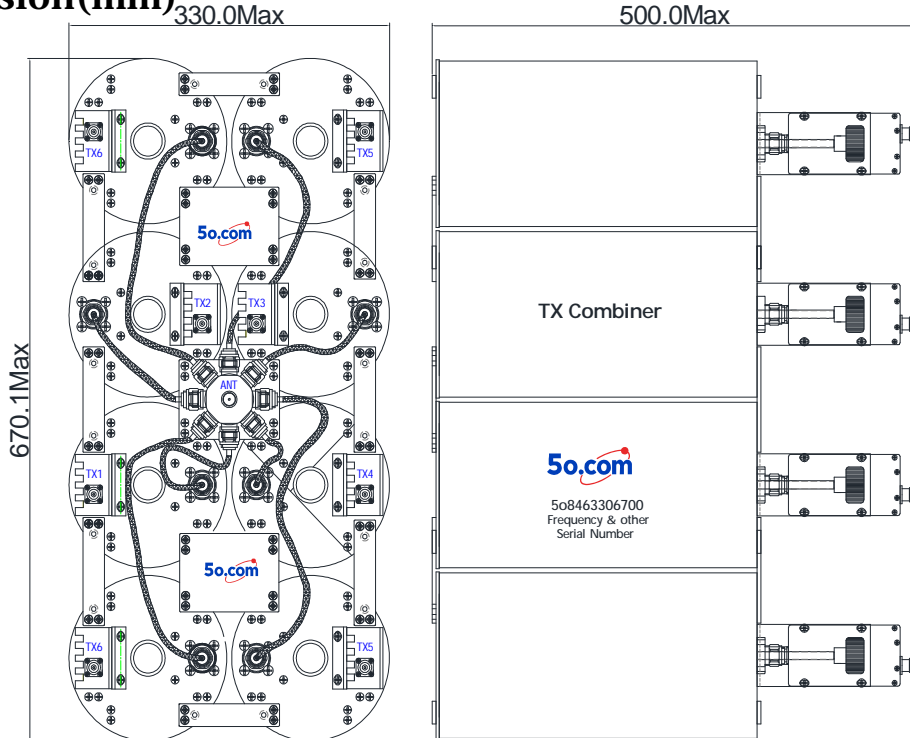 sion(mm)
330.0Max
500.0Max
670.1Max
TX6
TX5
5o.com
TX2
TX3
ANT
TX1
TX4
5o.com
TX6
TX5
TX Combiner
5o.com
5o8463306700
Frequency & other
Serial Number